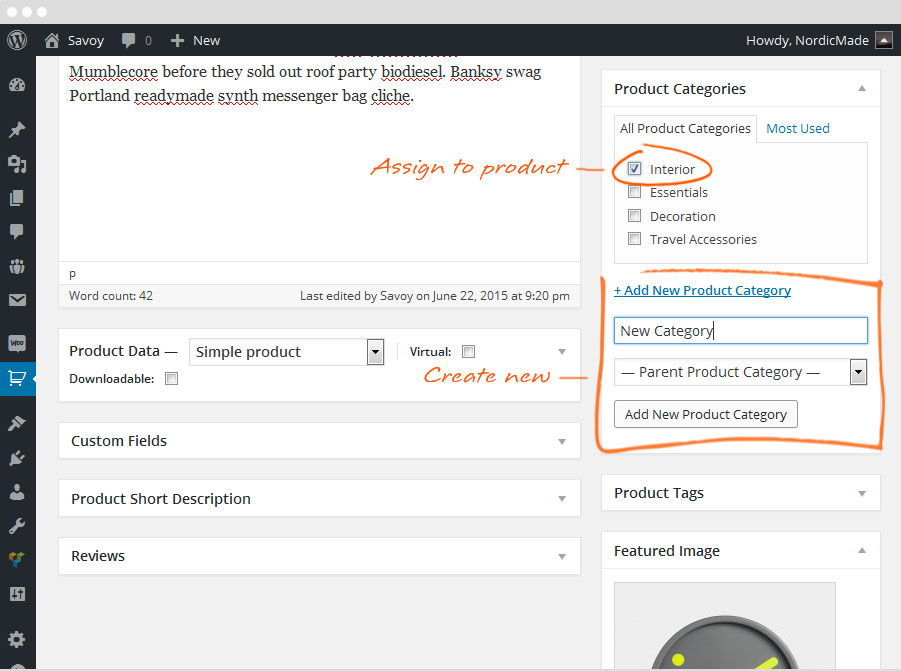 Savoy 0 New Howdy, NordicMade
Mumblecore before they sold out roof party biodiesel. Banksy swag
Portland readymade synth messenger bag cliche.
p
Word count: 42 Last edited by Savoy on June 22, 2015 at 9:20 pm
Product Data — Simple product Virtual:
Downloadable:
Custom Fields
Product Short Description
Reviews
Assign to product
Create new
Product Categories
All Product Categories Most Used
Interior
Essentials
Decoration
Travel Accessories
+ Add New Product Category
New Category
— Parent Product Category —
Add New Product Category
Product Tags
Featured Image
woo